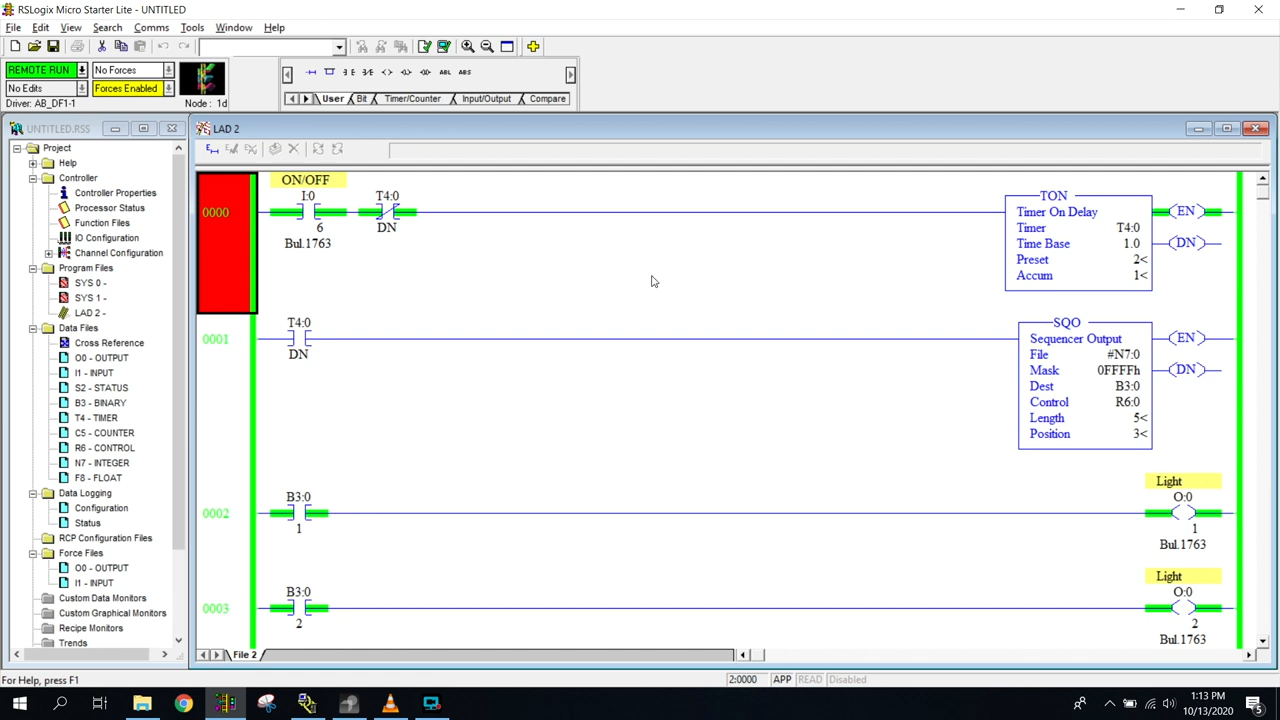 RSLogix Micro Starter Lite - UNTITLED
File Edit View Search Comms Tools Window Help
REMOTE RUN No Forces
No Edits Forces Enabled
Driver: AB_DF1-1 Node : 1d
ABL ABS
User Bit Timer/Counter Input/Output Compare
UNTITLED.RSS
Project
Help
Controller
Controller Properties
Processor Status
Function Files
IO Configuration
Channel Configuration
Program Files
SYS 0 -
SYS 1 -
LAD 2 -
Data Files
Cross Reference
O0 - OUTPUT
I1 - INPUT
S2 - STATUS
B3 - BINARY
T4 - TIMER
C5 - COUNTER
R6 - CONTROL
N7 - INTEGER
F8 - FLOAT
Data Logging
Configuration
Status
RCP Configuration Files
Force Files
O0 - OUTPUT
I1 - INPUT
Custom Data Monitors
Custom Graphical Monitors
Recipe Monitors
Trends
LAD 2
ON/OFF
I:0 T4:0
0000
6 DN
Bul.1763
TON
Timer On Delay
Timer T4:0
Time Base 1.0
Preset 2<
Accum 1<
EN
DN
T4:0
0001
DN
SQO
Sequencer Output
File #N7:0
Mask 0FFFFh
Dest B3:0
Control R6:0
Length 5<
Position 3<
EN
DN
Light
B3:0 O:0
0002
1 1
Bul.1763
Light
B3:0 O:0
0003
2 2
Bul.1763
File 2
For Help, press F1
2:0000 APP READ Disabled
1:13 PM
10/13/2020
5